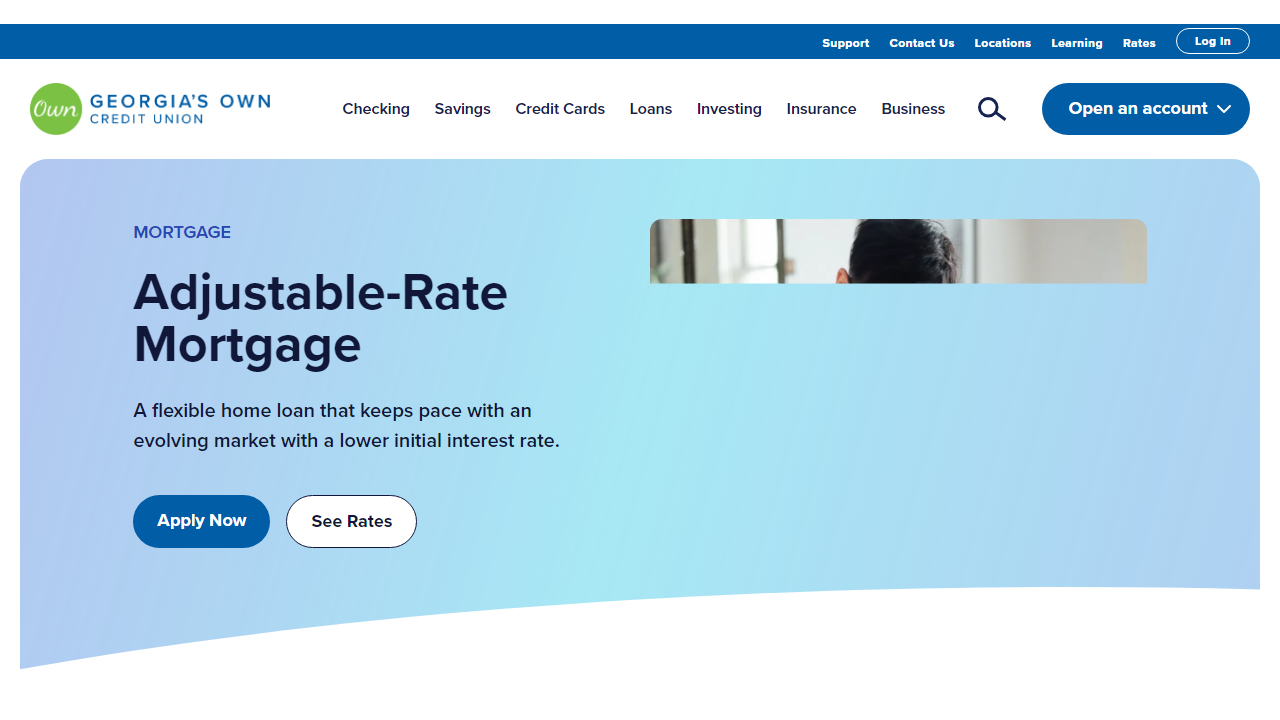 Support Contact Us Locations Learning Rates Log In
Own GEORGIA'S OWN
CREDIT UNION
Checking Savings Credit Cards Loans Investing Insurance Business Open an account
MORTGAGE
Adjustable-Rate
Mortgage
A flexible home loan that keeps pace with an
evolving market with a lower initial interest rate.
Apply Now See Rates